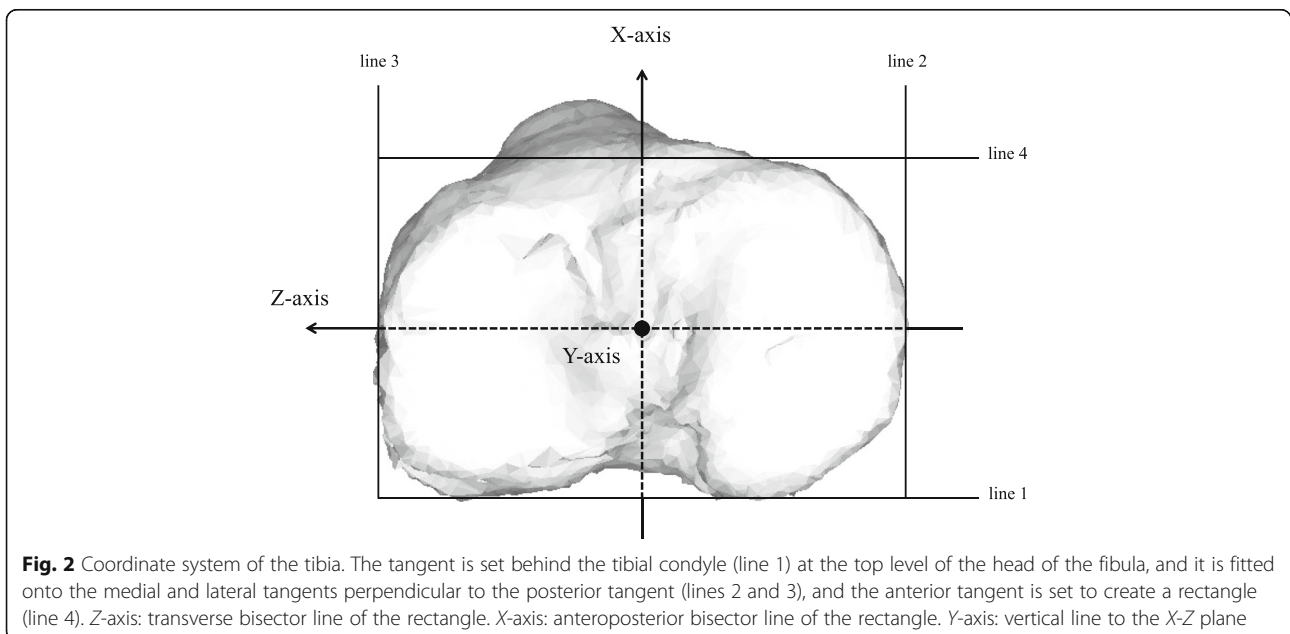 X-axis
line 3
line 2
line 4
Z-axis
Y-axis
line 1
Fig. 2 Coordinate system of the tibia. The tangent is set behind the tibial condyle (line 1) at the top level of the head of the fibula, and it is fitted
onto the medial and lateral tangents perpendicular to the posterior tangent (lines 2 and 3), and the anterior tangent is set to create a rectangle
(line 4). Z-axis: transverse bisector line of the rectangle. X-axis: anteroposterior bisector line of the rectangle. Y-axis: vertical line to the X-Z plane